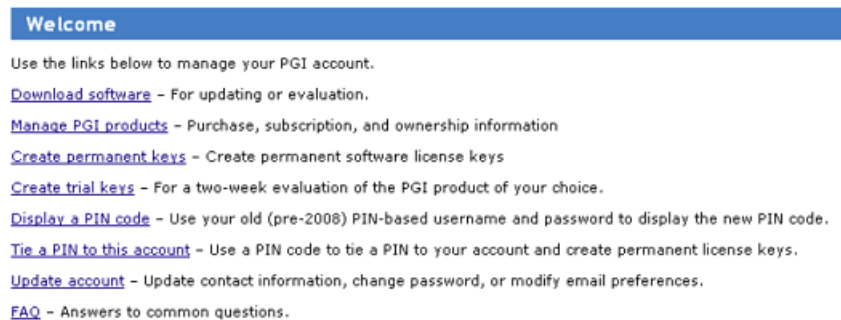 Welcome
Use the links below to manage your PGI account.
Download software – For updating or evaluation.
Manage PGI products – Purchase, subscription, and ownership information
Create permanent keys – Create permanent software license keys
Create trial keys – For a two-week evaluation of the PGI product of your choice.
Display a PIN code – Use your old (pre-2008) PIN-based username and password to display the new PIN code.
Tie a PIN to this account – Use a PIN code to tie a PIN to your account and create permanent license keys.
Update account – Update contact information, change password, or modify email preferences.
FAQ – Answers to common questions.